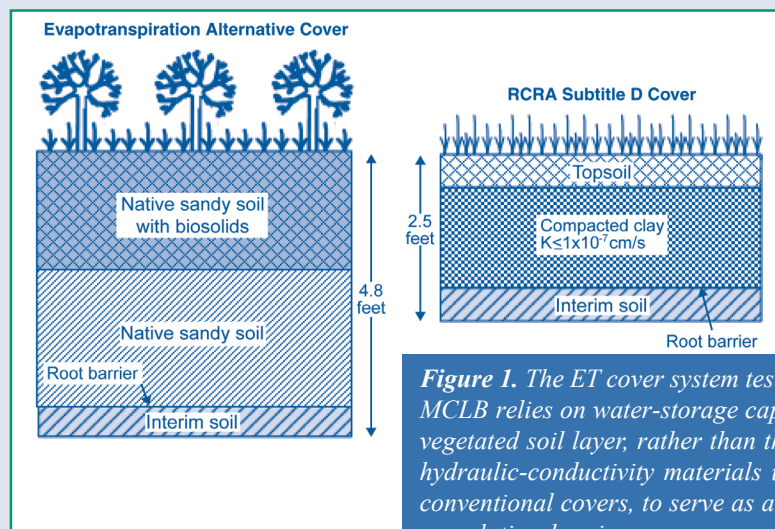 Evapotranspiration Alternative Cover
Native sandy soil
with biosolids
Native sandy soil
Root barrier
Interim soil
4.8
feet
RCRA Subtitle D Cover
Topsoil
2.5
feet
Compacted clay
K≤1x10⁻⁷cm/s
Interim soil
Root barrier
Figure 1. The ET cover system tes
MCLB relies on water-storage cap
vegetated soil layer, rather than th
hydraulic-conductivity materials
conventional covers, to serve as a